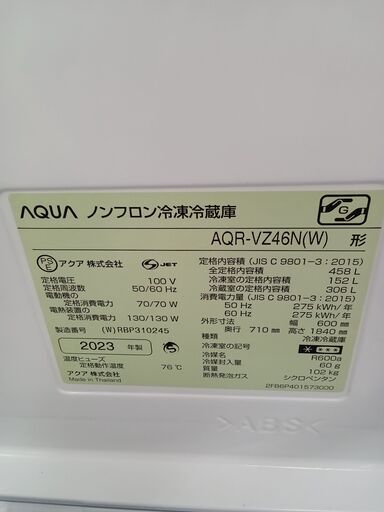 AQUA ノンフロン冷凍冷蔵庫
G
AQR-VZ46N(W) 形
PS
E アクア 株式会社 JET
定格電圧 100 V
定格周波数 50/60 Hz
電動機の
定格消費電力 70/70 W
電熱装置の
定格消費電力 130/130 W
製造番号 (W)RBP310245
2023 年製
温度ヒューズ
定格動作温度 76℃
アクア 株式会社
Made in Thailand
定格内容積 (JIS C 9801-3:2015)
全定格内容積 458 L
冷凍室の定格内容積 152 L
冷蔵室の定格内容積 306 L
消費電力量 (JIS C 9801-3:2015)
50 Hz 275 kWh/年
60 Hz 275 kWh/年
外形寸法 幅 600 mm
奥行 710 mm 高さ 1840 mm
種類 冷凍冷蔵庫
冷凍室の記号
冷媒名 R600a
冷媒量 60 g
質量 102 kg
断熱発泡ガス シクロペンタン
2FB6P401573000
>ABS<